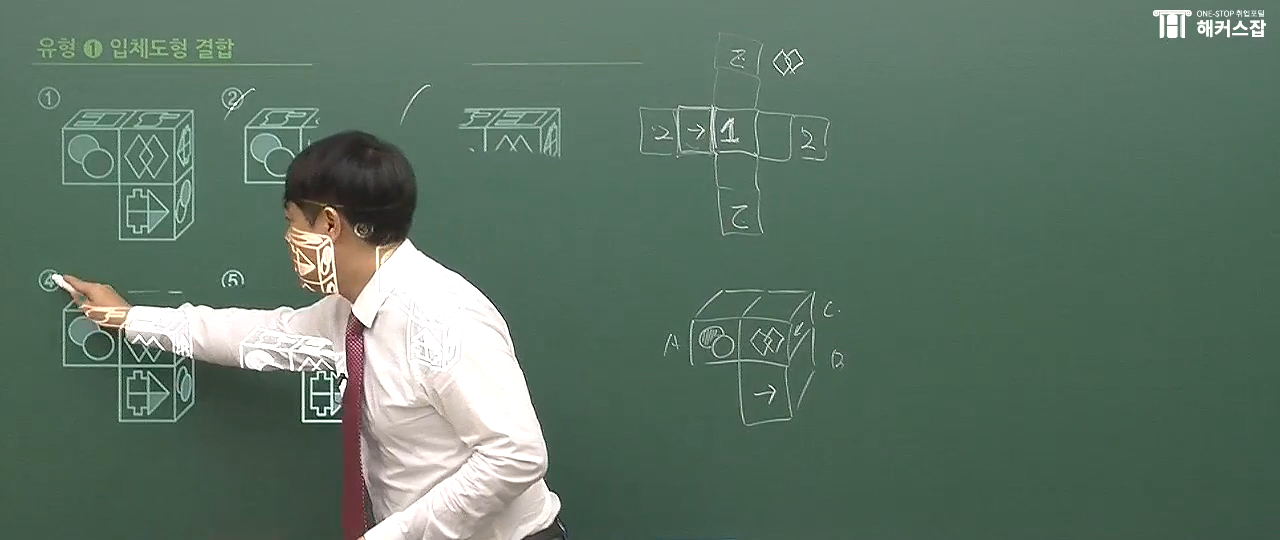 ONE-STOP 취업포털
해커스잡
유형 ❶ 입체도형 결합
①
②
④
⑤
2 → 1 2
A
C.
B